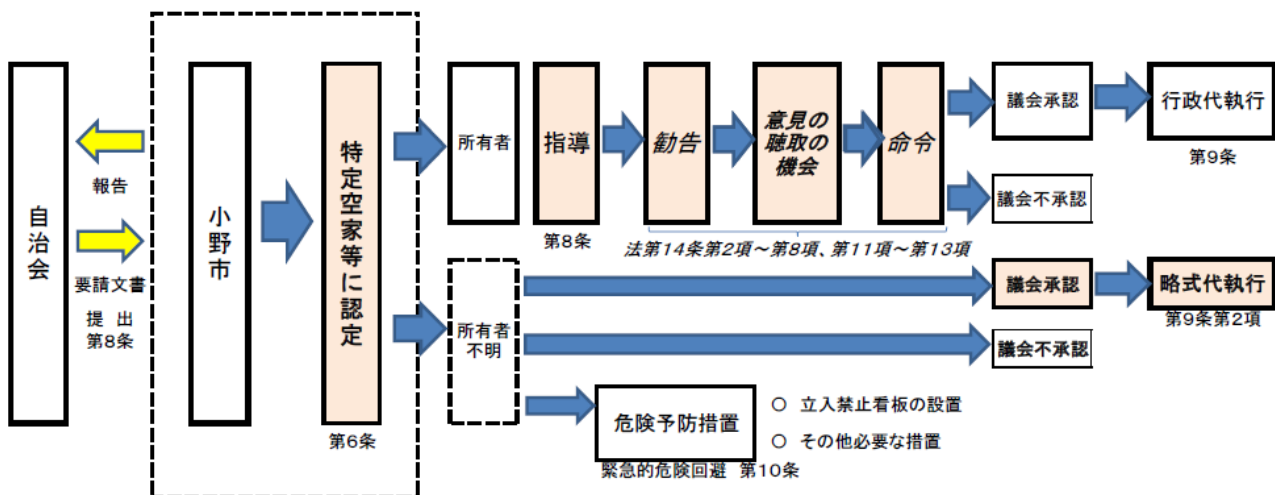 自治会
報告
要請文書
提 出
第8条
小野市
特定空家等に認定
第6条
所有者
指導
第8条
勧告
意見の
聴取の
機会
命令
法第14条第2項～第8項、第11項～第13項
議会承認
行政代執行
第9条
議会不承認
所有者
不明
議会承認
略式代執行
第9条第2項
議会不承認
危険予防措置
緊急的危険回避 第10条
○ 立入禁止看板の設置
○ その他必要な措置